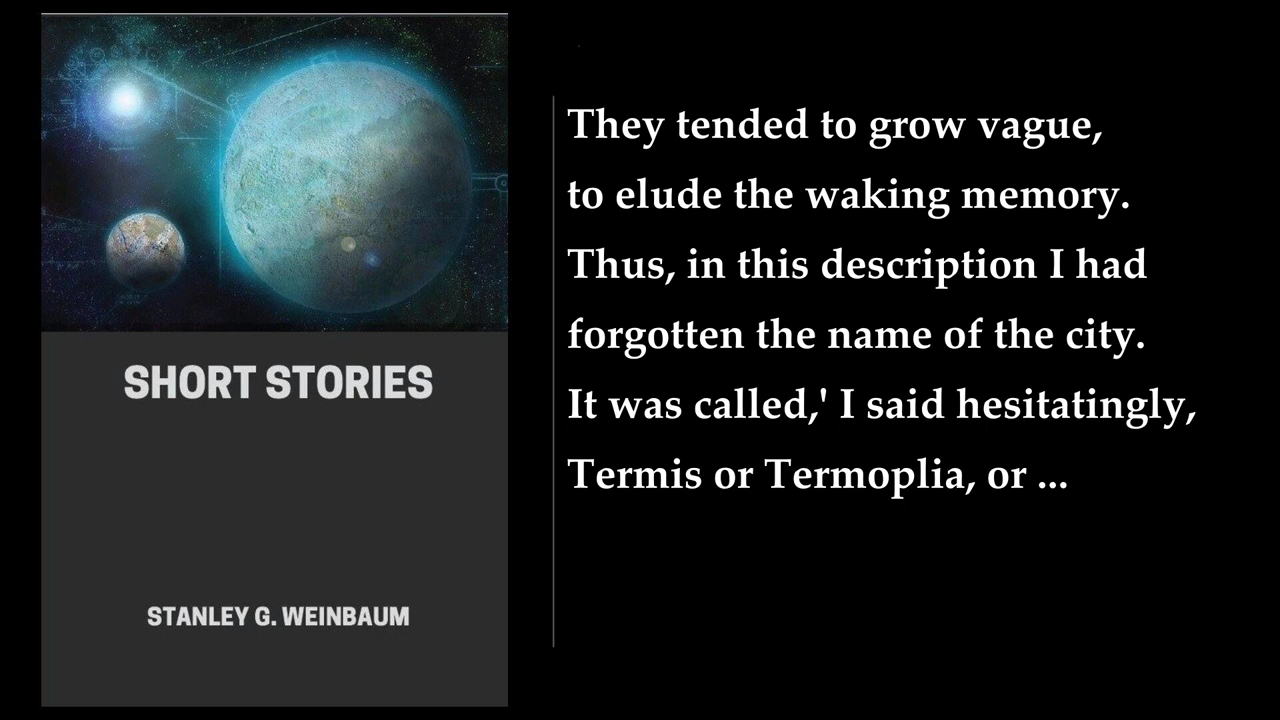 SHORT STORIES
STANLEY G. WEINBAUM
They tended to grow vague,
to elude the waking memory.
Thus, in this description I had
forgotten the name of the city.
It was called,' I said hesitatingly,
Termis or Termoplia, or ...